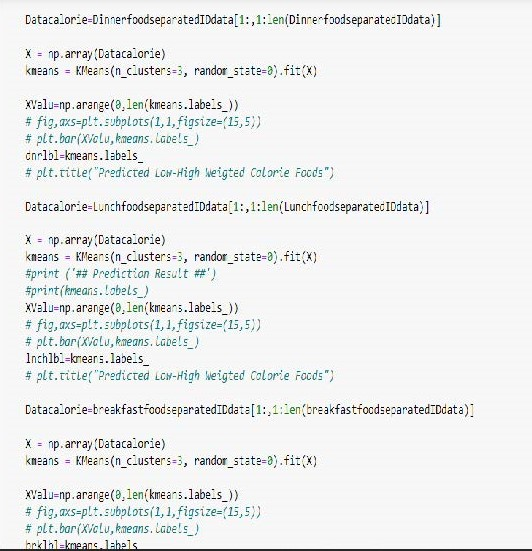 Datacalorie=DinnerfoodseparatedIDdata[1:,1:len(DinnerfoodseparatedIDdata)]
X = np.array(Datacalorie)
kmeans = KMeans(n_clusters=3, random_state=0).fit(X)
XValu=np.arange(0,len(kmeans.labels_))
# fig,axs=plt.subplots(1,1,figsize=(15,5))
# plt.bar(XValu,kmeans.labels_)
dnrlbl=kmeans.labels_
# plt.title("Predicted Low-High Weigted Calorie Foods")
Datacalorie=LunchfoodseparatedIDdata[1:,1:len(LunchfoodseparatedIDdata)]
X = np.array(Datacalorie)
kmeans = KMeans(n_clusters=3, random_state=0).fit(X)
#print ('## Prediction Result ##')
#print(kmeans.labels_)
XValu=np.arange(0,len(kmeans.labels_))
# fig,axs=plt.subplots(1,1,figsize=(15,5))
# plt.bar(XValu,kmeans.labels_)
lnchlbl=kmeans.labels_
# plt.title("Predicted Low-High Weigted Calorie Foods")
Datacalorie=breakfastfoodseparatedIDdata[1:,1:len(breakfastfoodseparatedIDdata)]
X = np.array(Datacalorie)
kmeans = KMeans(n_clusters=3, random_state=0).fit(X)
XValu=np.arange(0,len(kmeans.labels_))
# fig,axs=plt.subplots(1,1,figsize=(15,5))
# plt.bar(XValu,kmeans.labels_)
brklbl=kmeans.labels